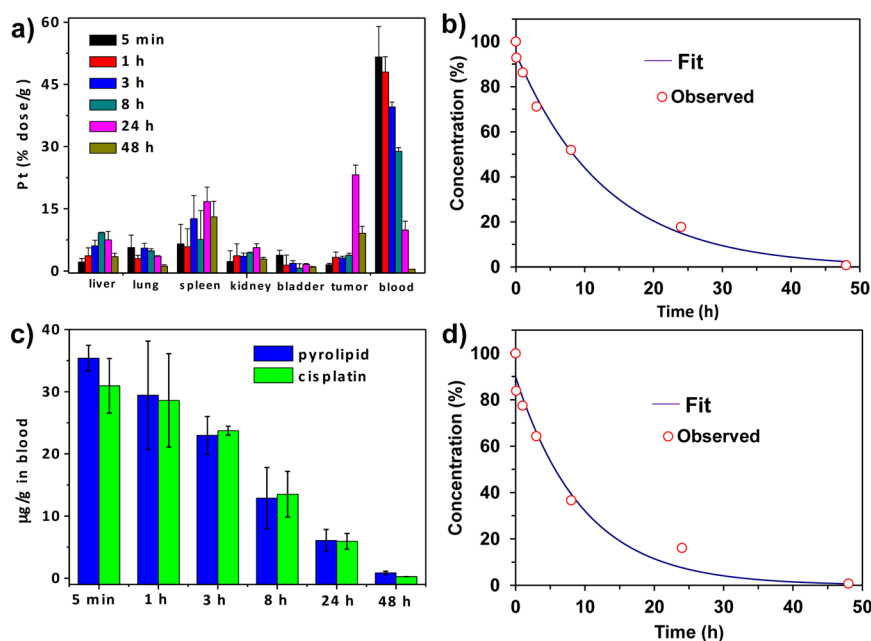 a)
60
45
30
15
0
Pt (% dose/g)
5 min
1 h
3 h
8 h
24 h
48 h
liver lung spleen kidney bladder tumor blood
b)
100
80
60
40
20
0
Concentration (%)
Fit
Observed
0 10 20 30 40 50
Time (h)
c)
40
30
20
10
0
µg/g in blood
pyrolipid
cisplatin
5 min 1 h 3 h 8 h 24 h 48 h
d)
100
80
60
40
20
0
Concentration (%)
Fit
Observed
0 10 20 30 40 50
Time (h)